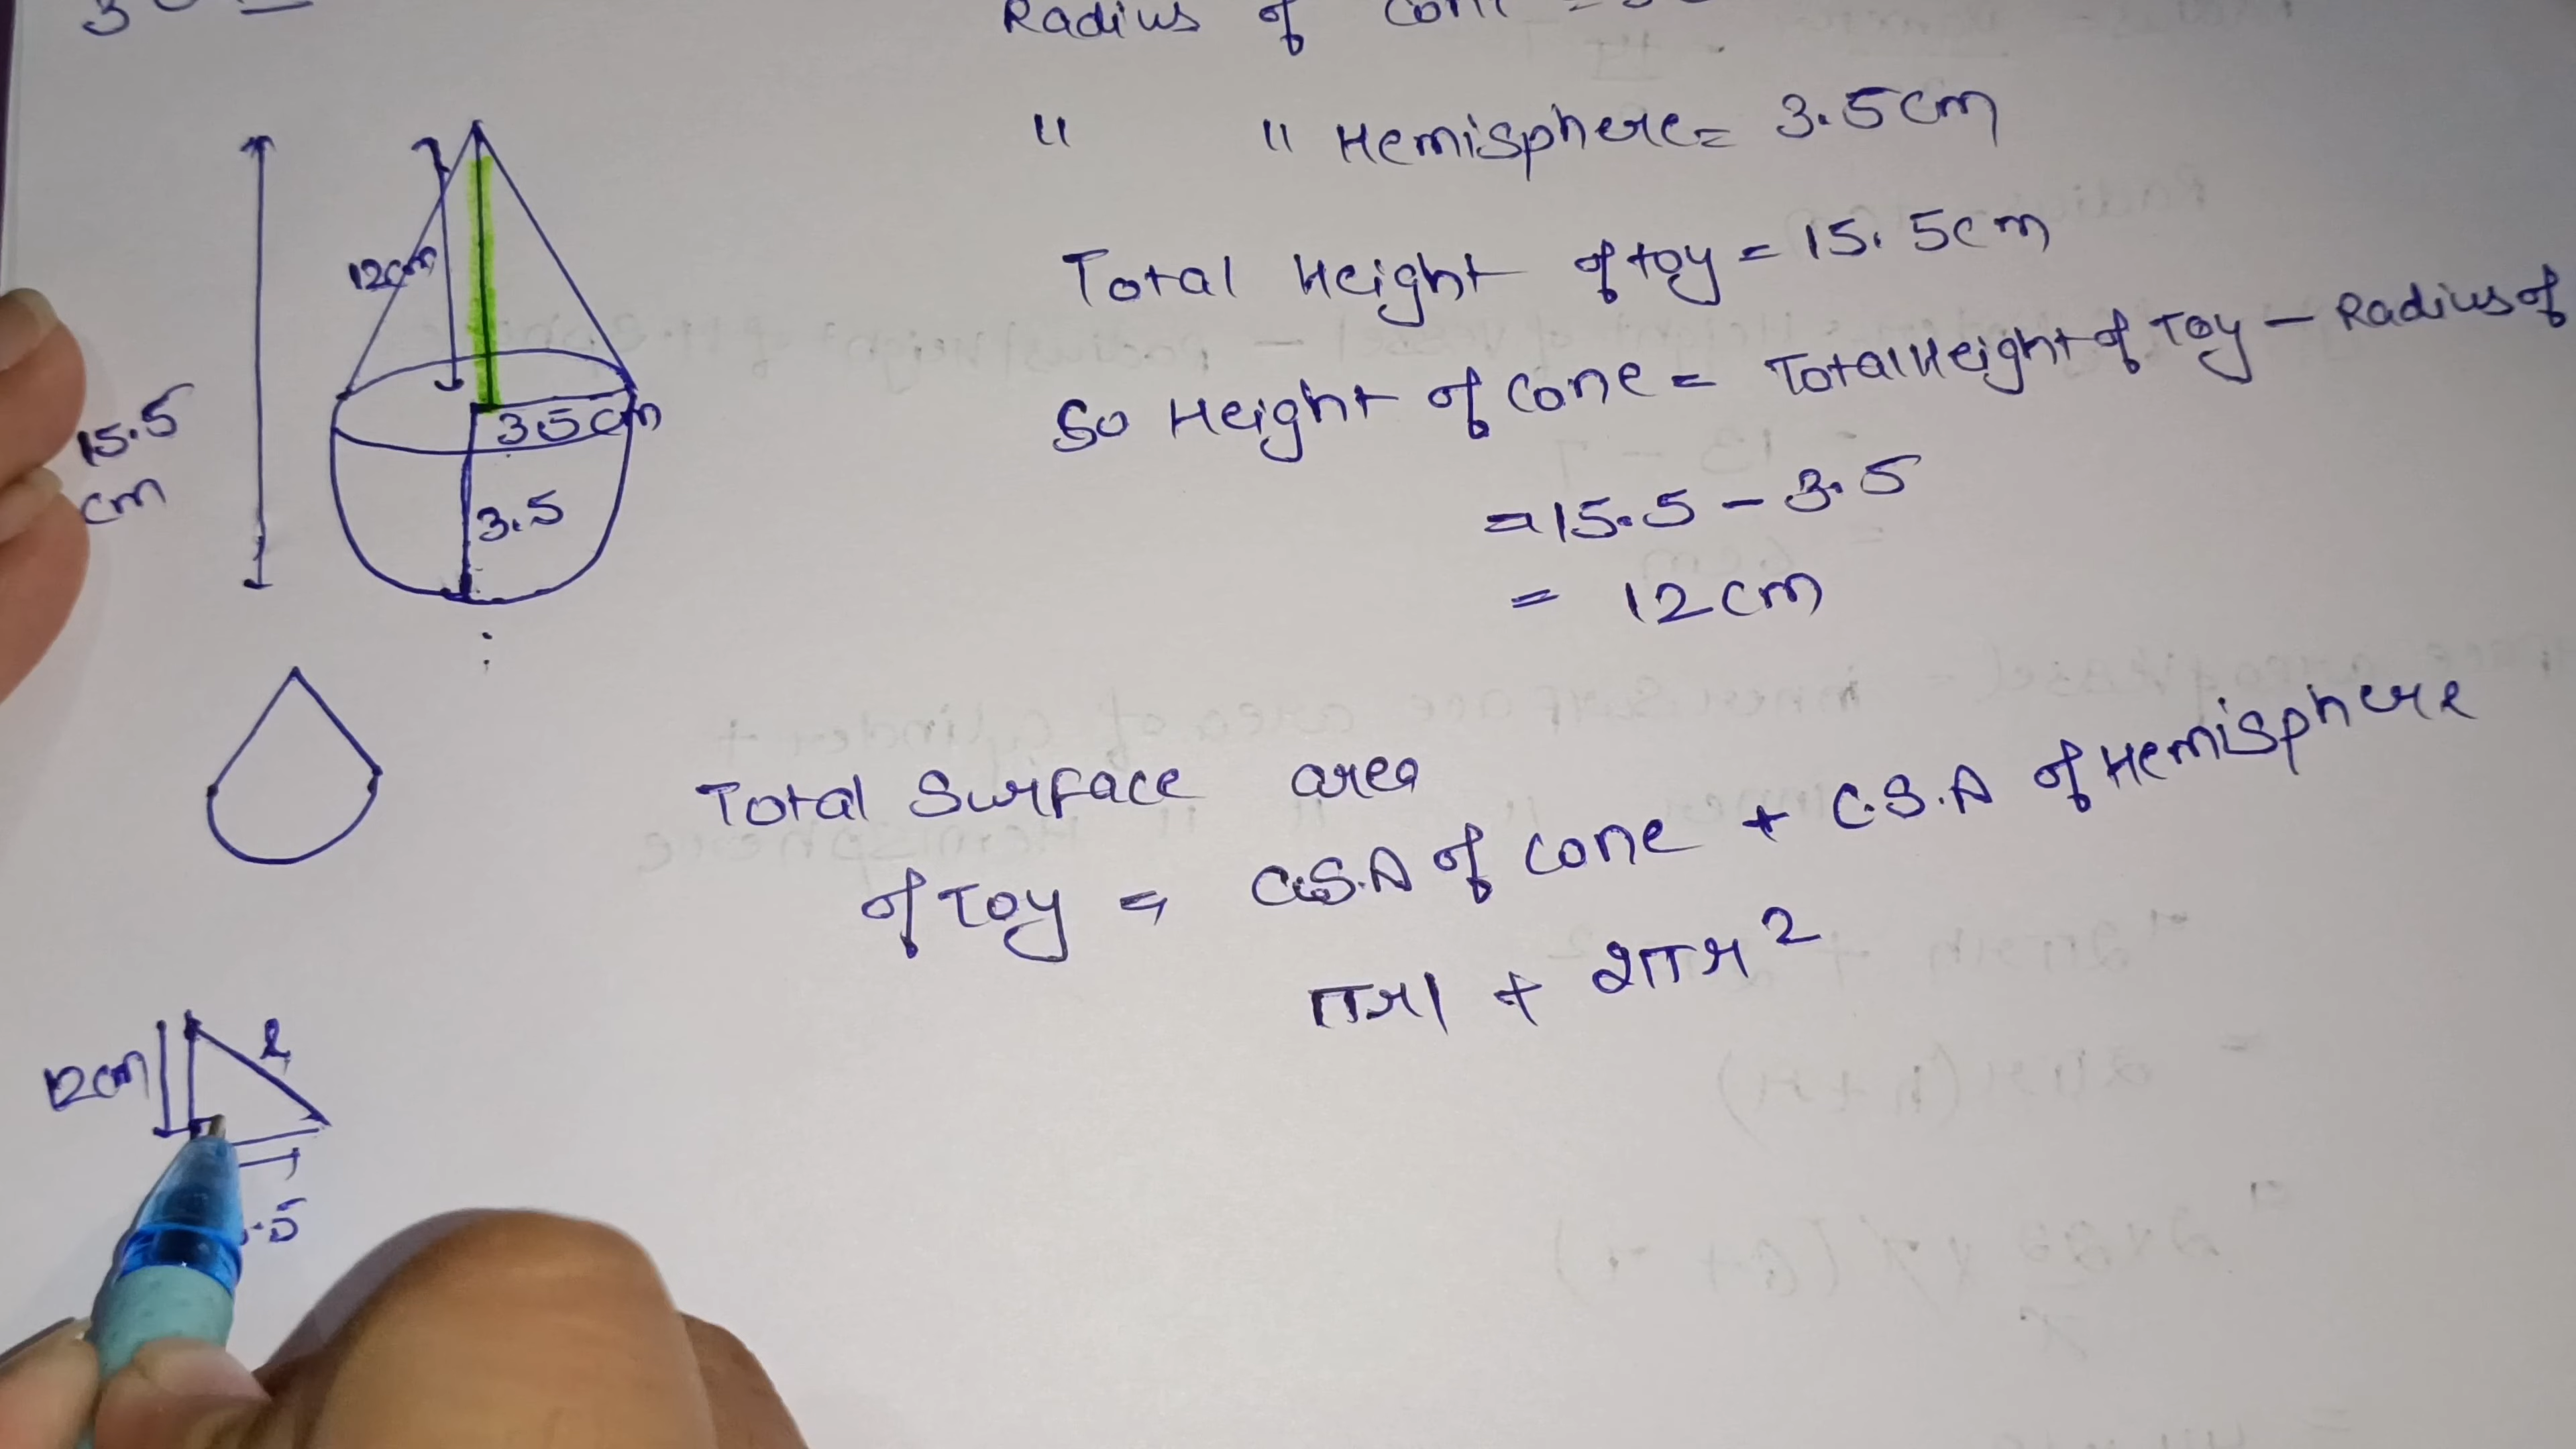 Radius of
" " Hemisphere = 3.5cm
Total Height of toy = 15.5cm
So Height of cone = Total Height of Toy - Radius of
= 15.5 - 3.5
= 12cm
12cm
15.5
cm
3.5cm
3.5
Total Surface area
of Toy = C.S.A of cone + C.S.A of Hemisphere
πrl + 2πr²
12cm
l
.5